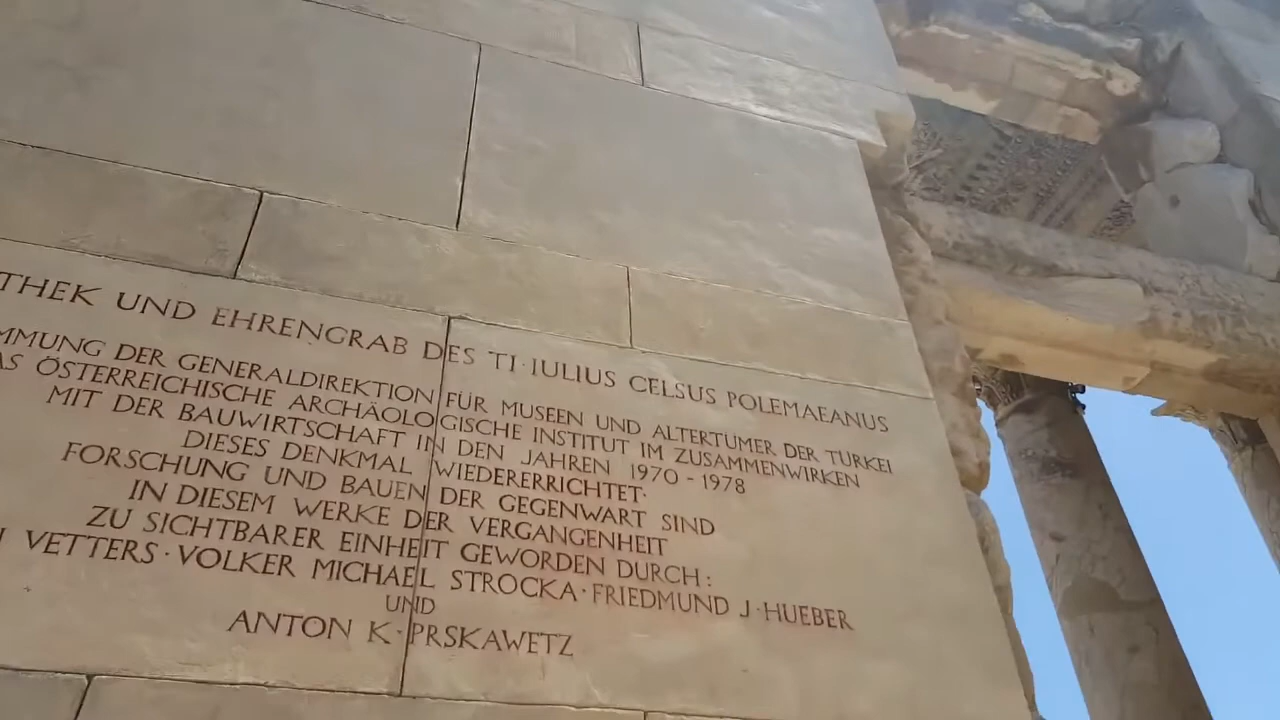 THEK UND EHRENGRAB DES TI·IULIUS CELSUS POLEMAEANUS
MMUNG DER GENERALDIREKTION FÜR MUSEEN UND ALTERTUMER DER TURKEI
AS ÖSTERREICHISCHE ARCHÄOLOGISCHE INSTITUT IM ZUSAMMENWIRKEN
MIT DER BAUWIRTSCHAFT IN DEN JAHREN 1970 - 1978
DIESES DENKMAL WIEDERERRICHTET·
FORSCHUNG UND BAUEN DER GEGENWART SIND
IN DIESEM WERKE DER VERGANGENHEIT
ZU SICHTBARER EINHEIT GEWORDEN DURCH:
VETTERS·VOLKER MICHAEL STROCKA·FRIEDMUND J·HUEBER
UND
ANTON K·PRSKAWETZ